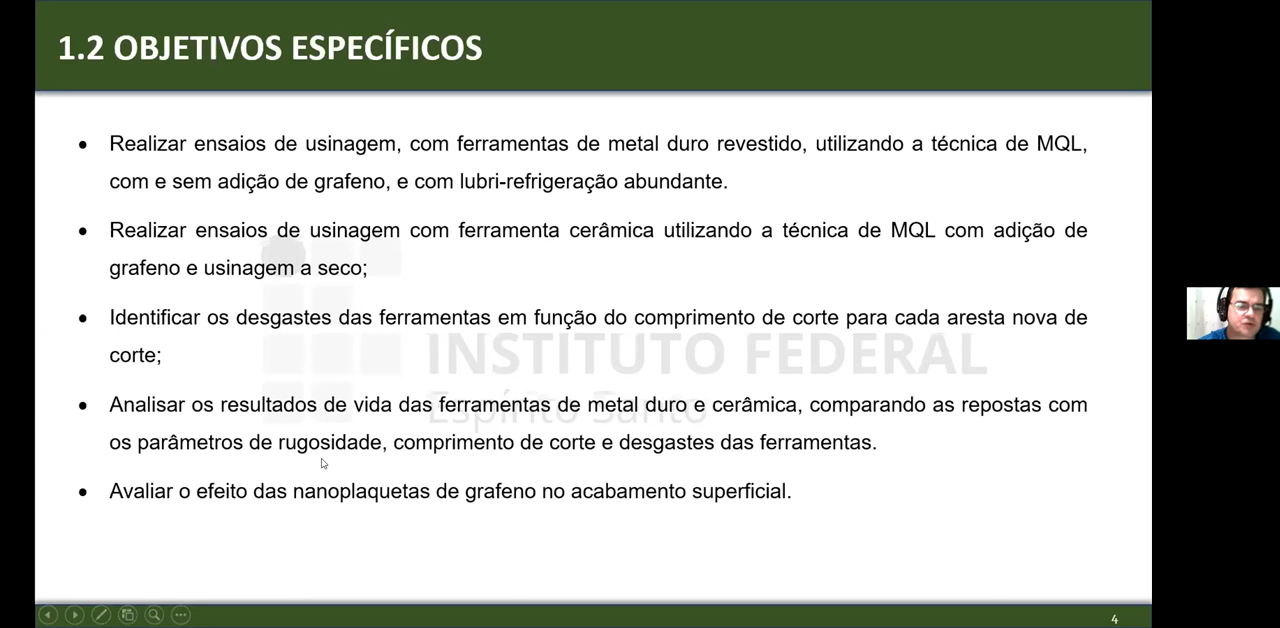 1.2 OBJETIVOS ESPECÍFICOS
• Realizar ensaios de usinagem, com ferramentas de metal duro revestido, utilizando a técnica de MQL,
com e sem adição de grafeno, e com lubri-refrigeração abundante.
• Realizar ensaios de usinagem com ferramenta cerâmica utilizando a técnica de MQL com adição de
grafeno e usinagem a seco;
• Identificar os desgastes das ferramentas em função do comprimento de corte para cada aresta nova de
corte;
INSTITUTO FEDERAL
Espírito Santo
• Analisar os resultados de vida das ferramentas de metal duro e cerâmica, comparando as repostas com
os parâmetros de rugosidade, comprimento de corte e desgastes das ferramentas.
• Avaliar o efeito das nanoplaquetas de grafeno no acabamento superficial.
4